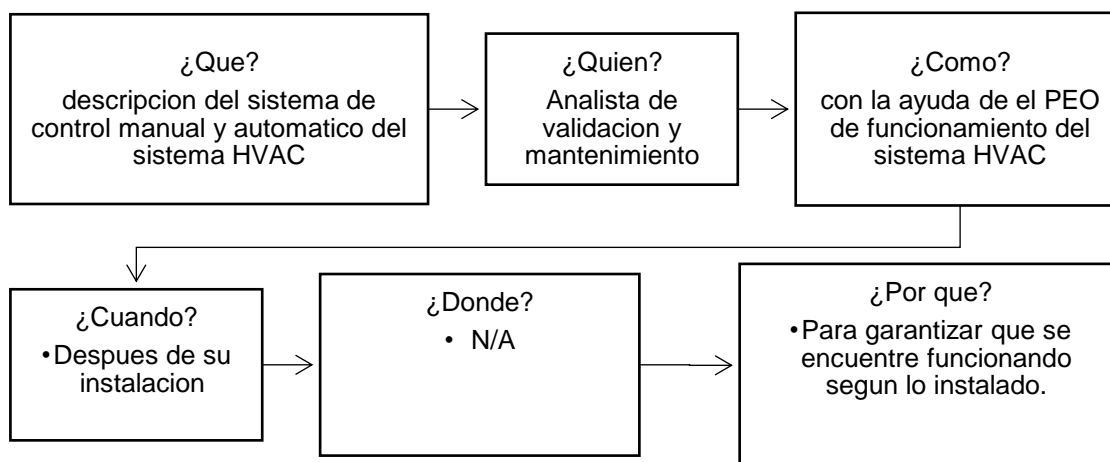 ¿Que?
descripcion del sistema de
control manual y automatico del
sistema HVAC
¿Quien?
Analista de
validacion y
mantenimiento
¿Como?
con la ayuda de el PEO
de funcionamiento del
sistema HVAC
¿Cuando?
•Despues de su
instalacion
¿Donde?
• N/A
¿Por que?
•Para garantizar que se
encuentre funcionando
segun lo instalado.